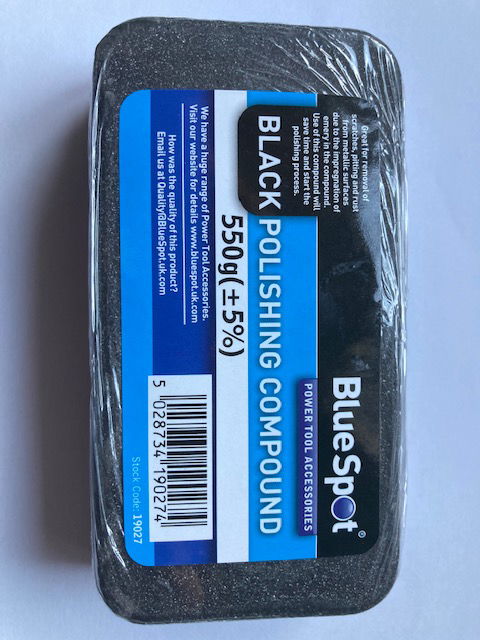 BlueSpot®
POWER TOOL ACCESSORIES
Great for removal of
scratches, pitting and rust
from metallic surfaces
due to the impregnation of
emery in the compound.
Use of this compound will
save time and start the
polishing process.
BLACK POLISHING COMPOUND
550g(±5%)
We have a huge range of Power Tool Accessories.
Visit our website for details www.bluespot.uk.com
How was the quality of this product?
Email us at Quality@BlueSpot.uk.com
5 028734 190274
Stock Code: 19027